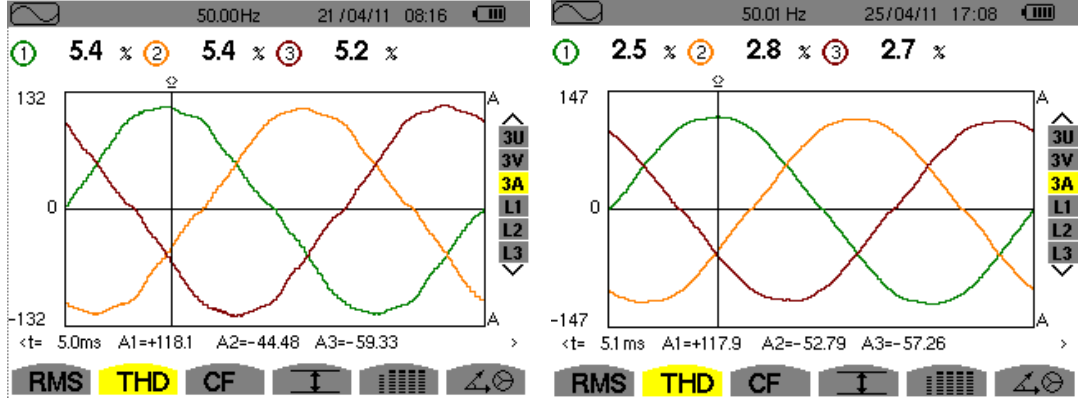 50.00Hz 21/04/11 08:16
1 5.4 % 2 5.4 % 3 5.2 %
132 A
3U
3V
3A
0 L1
L2
L3
-132 A
<t= 5.0ms A1=+118.1 A2=-44.48 A3=-59.33 >
RMS THD CF
50.01 Hz 25/04/11 17:08
1 2.5 % 2 2.8 % 3 2.7 %
147 A
3U
3V
3A
0 L1
L2
L3
-147 A
<t= 5.1 ms A1=+117.9 A2=-52.79 A3=-57.26 >
RMS THD CF